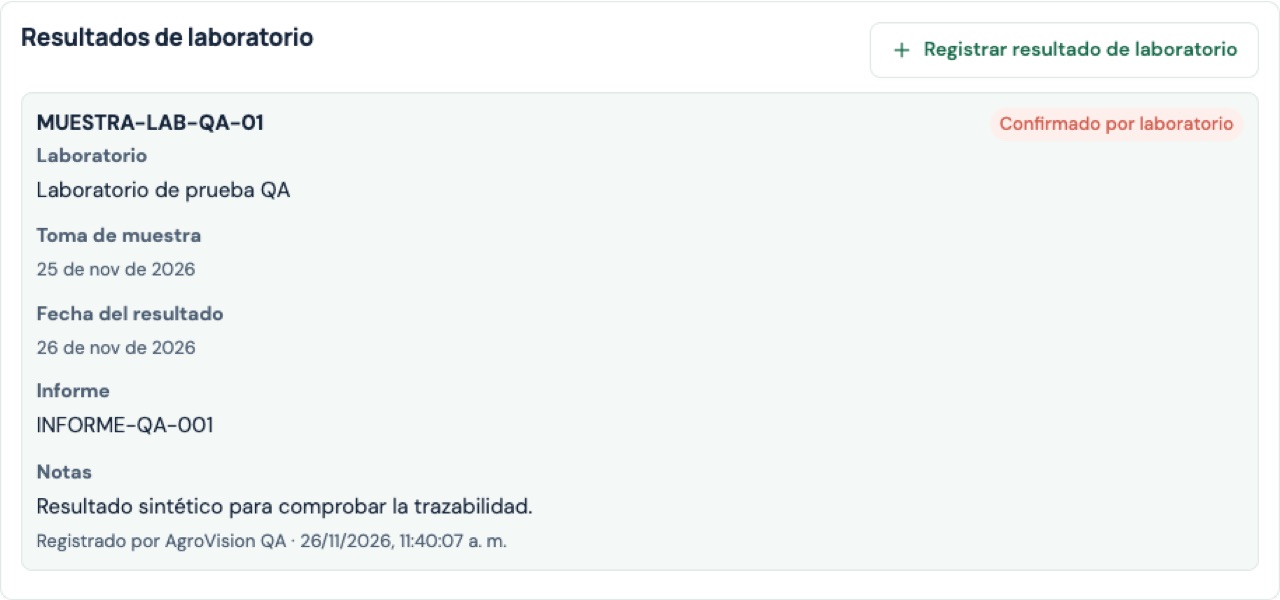 Resultados de laboratorio
+ Registrar resultado de laboratorio
MUESTRA-LAB-QA-01
Confirmado por laboratorio
Laboratorio
Laboratorio de prueba QA
Toma de muestra
25 de nov de 2026
Fecha del resultado
26 de nov de 2026
Informe
INFORME-QA-001
Notas
Resultado sintético para comprobar la trazabilidad.
Registrado por AgroVision QA · 26/11/2026, 11:40:07 a. m.